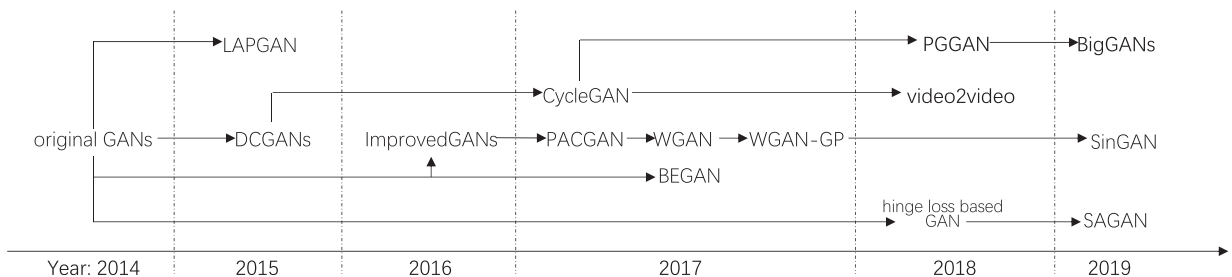 LAPGAN
PGGAN
BigGANs
CycleGAN
video2video
original GANs
DCGANs
ImprovedGANs
PACGAN
WGAN
WGAN-GP
SinGAN
BEGAN
hinge loss based
GAN
SAGAN
Year: 2014
2015
2016
2017
2018
2019